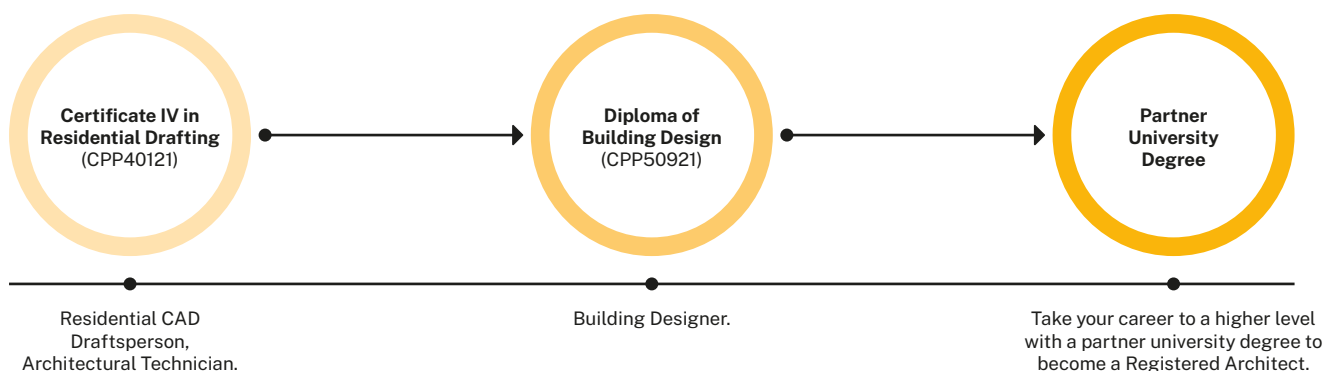 Certificate IV in
Residential Drafting
(CPP40121)
Diploma of
Building Design
(CPP50921)
Partner
University
Degree
Residential CAD
Draftsperson,
Architectural Technician.
Building Designer.
Take your career to a higher level
with a partner university degree to
become a Registered Architect.